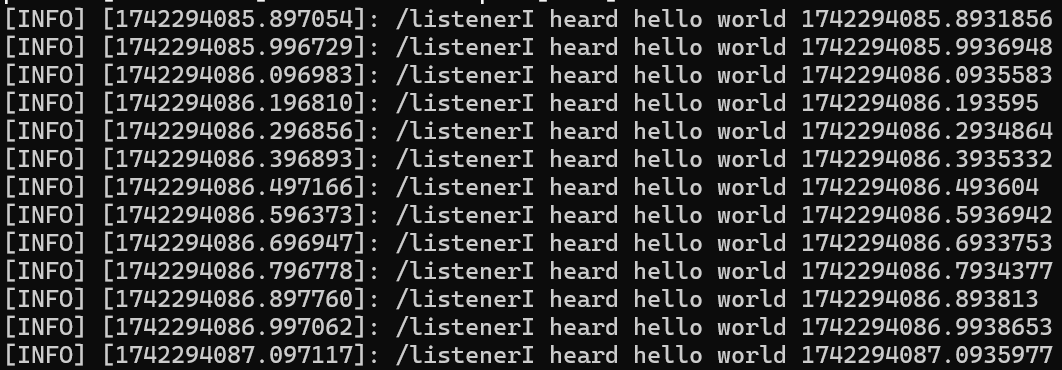 [INFO] [1742294085.897054]: /listenerI heard hello world 1742294085.8931856
[INFO] [1742294085.996729]: /listenerI heard hello world 1742294085.9936948
[INFO] [1742294086.096983]: /listenerI heard hello world 1742294086.0935583
[INFO] [1742294086.196810]: /listenerI heard hello world 1742294086.193595
[INFO] [1742294086.296856]: /listenerI heard hello world 1742294086.2934864
[INFO] [1742294086.396893]: /listenerI heard hello world 1742294086.3935332
[INFO] [1742294086.497166]: /listenerI heard hello world 1742294086.493604
[INFO] [1742294086.596373]: /listenerI heard hello world 1742294086.5936942
[INFO] [1742294086.696947]: /listenerI heard hello world 1742294086.6933753
[INFO] [1742294086.796778]: /listenerI heard hello world 1742294086.7934377
[INFO] [1742294086.897760]: /listenerI heard hello world 1742294086.893813
[INFO] [1742294086.997062]: /listenerI heard hello world 1742294086.9938653
[INFO] [1742294087.097117]: /listenerI heard hello world 1742294087.0935977